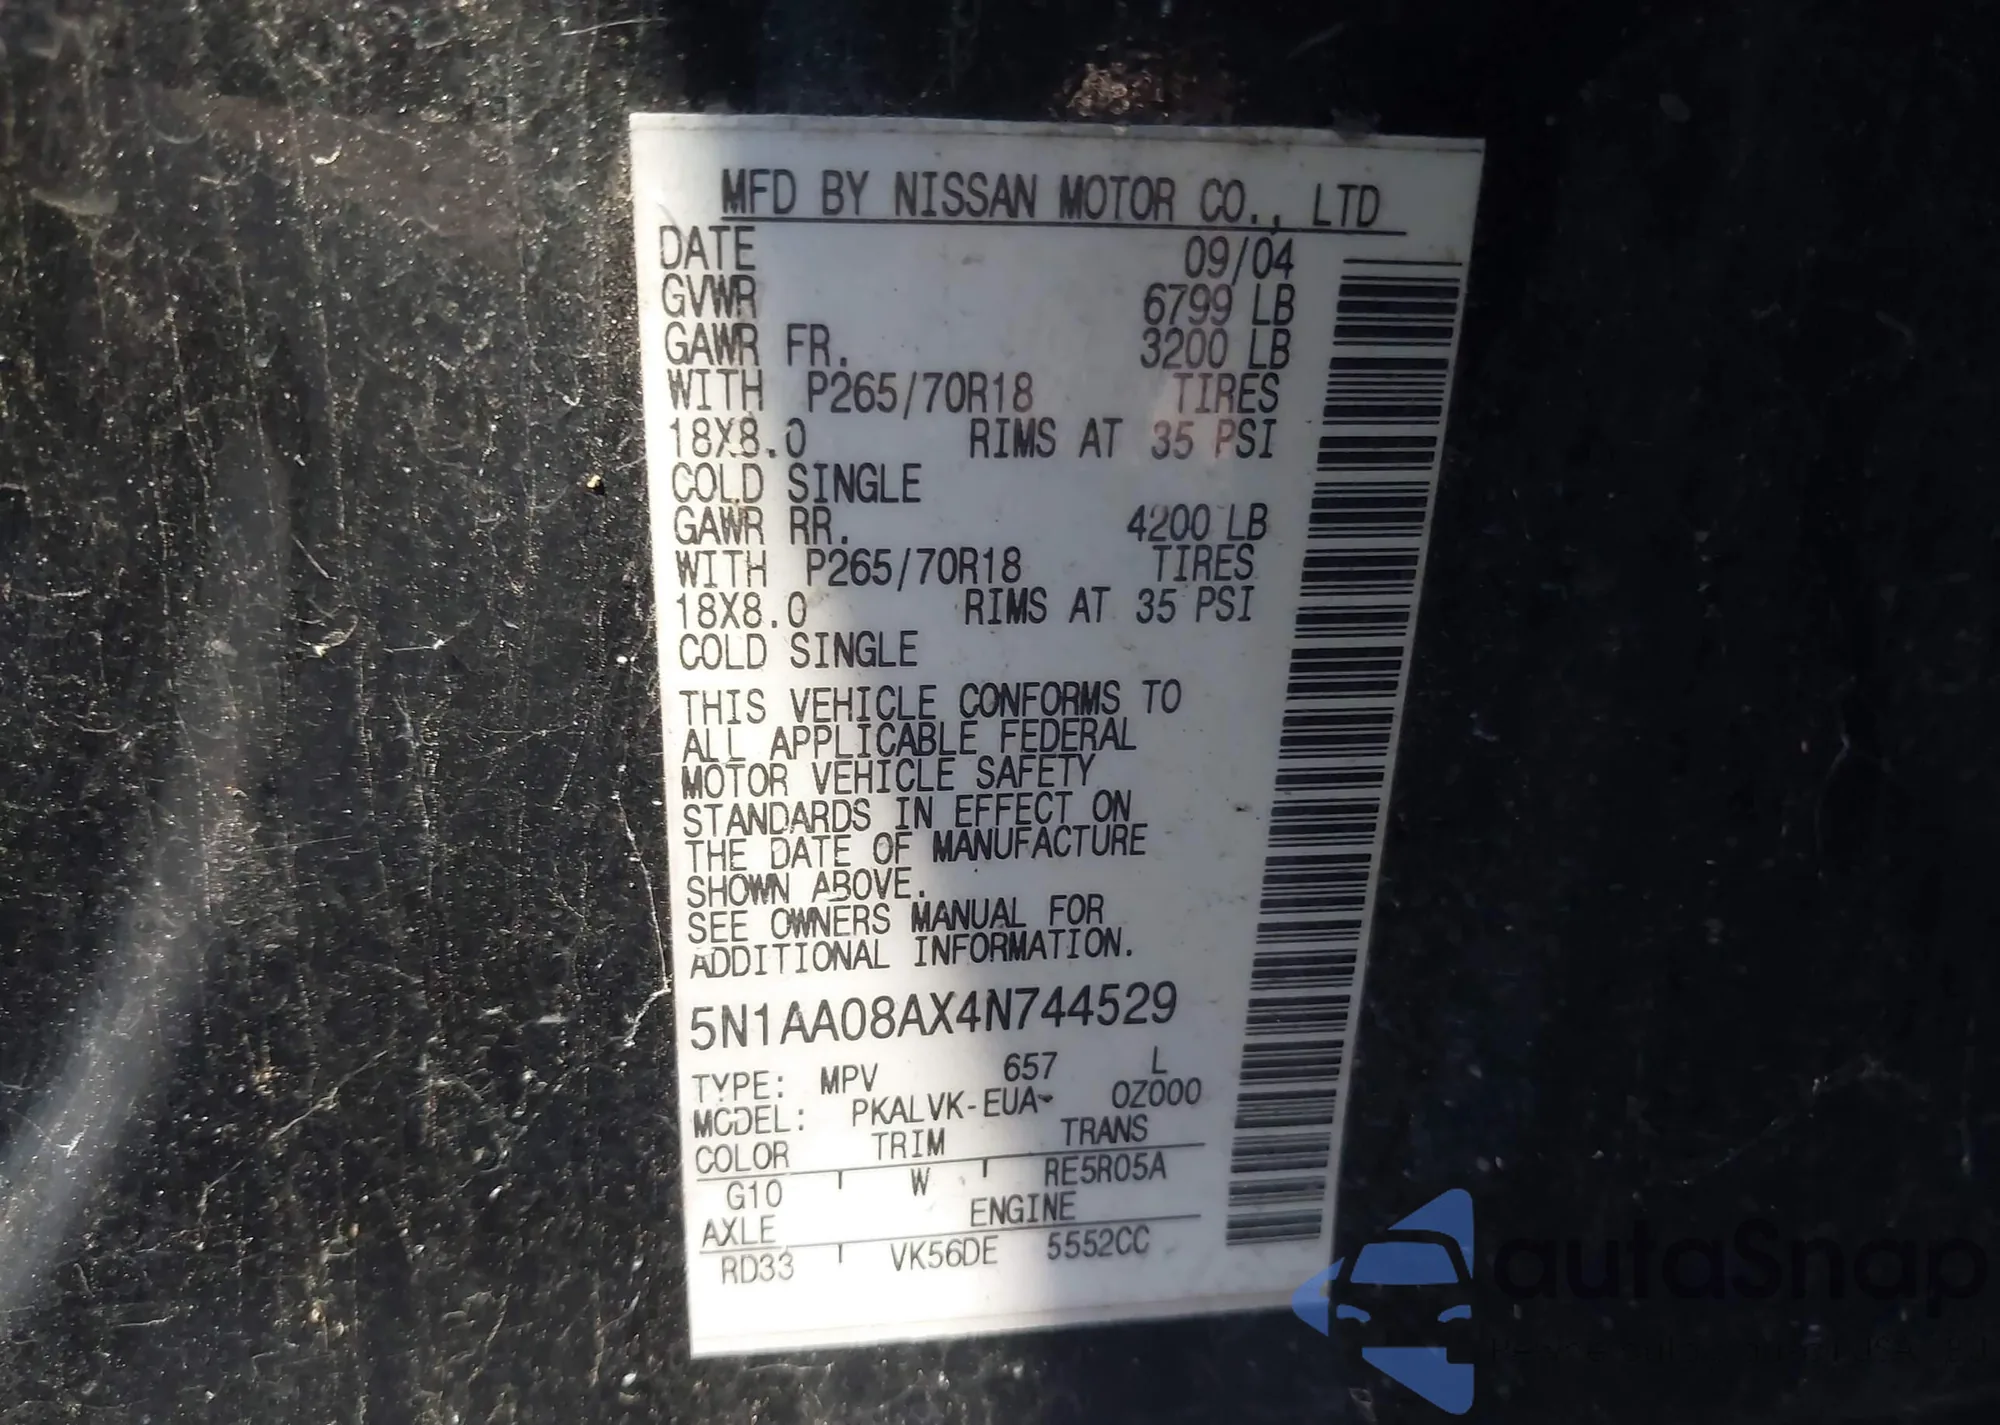 MFD BY NISSAN MOTOR CO., LTD
DATE 09/04
GVWR 6799 LB
GAWR FR. 3200 LB
WITH P265/70R18 TIRES
18X8.0 RIMS AT 35 PSI
COLD SINGLE
GAWR RR. 4200 LB
WITH P265/70R18 TIRES
18X8.0 RIMS AT 35 PSI
COLD SINGLE
THIS VEHICLE CONFORMS TO
ALL APPLICABLE FEDERAL
MOTOR VEHICLE SAFETY
STANDARDS IN EFFECT ON
THE DATE OF MANUFACTURE
SHOWN ABOVE.
SEE OWNERS MANUAL FOR
ADDITIONAL INFORMATION.
5N1AA08AX4N744529
TYPE: MPV 657 L
MODEL: PKALVK-EUA- 0Z000
COLOR TRIM TRANS
G10 W RE5R05A
AXLE ENGINE
RD33 VK56DE 5552CC
autaSnap